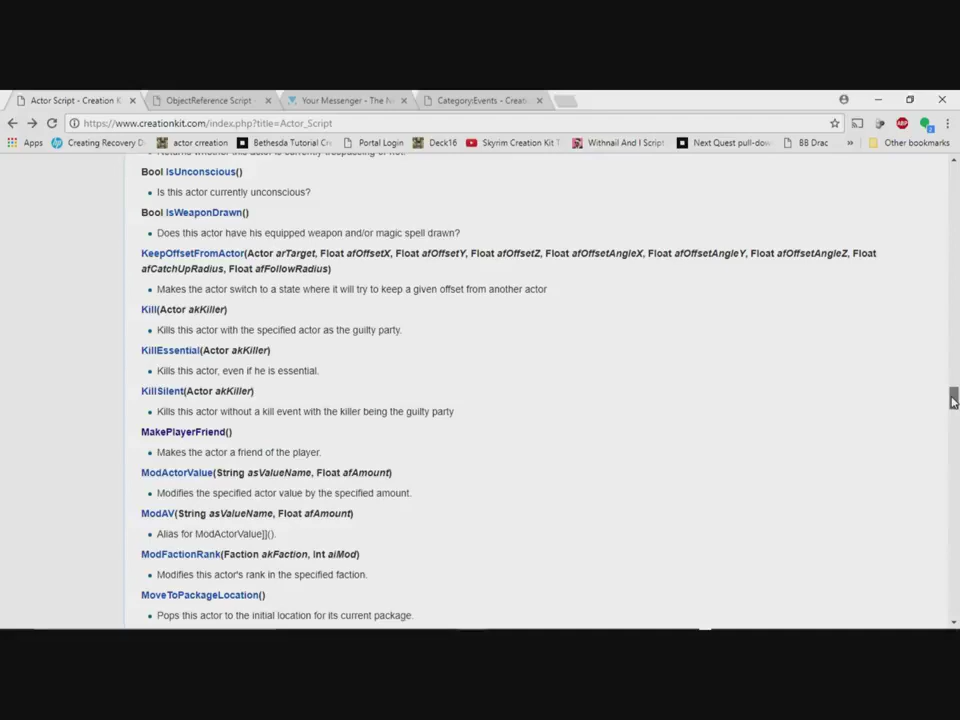 Actor Script - Creation K
ObjectReference Script -
Your Messenger - The N
Category:Events - Creati
https://www.creationkit.com/index.php?title=Actor_Script
Apps
Creating Recovery D
actor creation
Bethesda Tutorial Cr
Portal Login
Deck16
Skyrim Creation Kit T
Withnail And I Script
Next Quest pull-dow
BB Drac
»
Other bookmarks
Bool IsUnconscious()
• Is this actor currently unconscious?
Bool IsWeaponDrawn()
• Does this actor have his equipped weapon and/or magic spell drawn?
KeepOffsetFromActor(Actor arTarget, Float afOffsetX, Float afOffsetY, Float afOffsetZ, Float afOffsetAngleX, Float afOffsetAngleY, Float afOffsetAngleZ, Float
afCatchUpRadius, Float afFollowRadius)
• Makes the actor switch to a state where it will try to keep a given offset from another actor
Kill(Actor akKiller)
• Kills this actor with the specified actor as the guilty party.
KillEssential(Actor akKiller)
• Kills this actor, even if he is essential.
KillSilent(Actor akKiller)
• Kills this actor without a kill event with the killer being the guilty party
MakePlayerFriend()
• Makes the actor a friend of the player.
ModActorValue(String asValueName, Float afAmount)
• Modifies the specified actor value by the specified amount.
ModAV(String asValueName, Float afAmount)
• Alias for ModActorValue]]().
ModFactionRank(Faction akFaction, Int aiMod)
• Modifies this actor's rank in the specified faction.
MoveToPackageLocation()
• Pops this actor to the initial location for its current package.